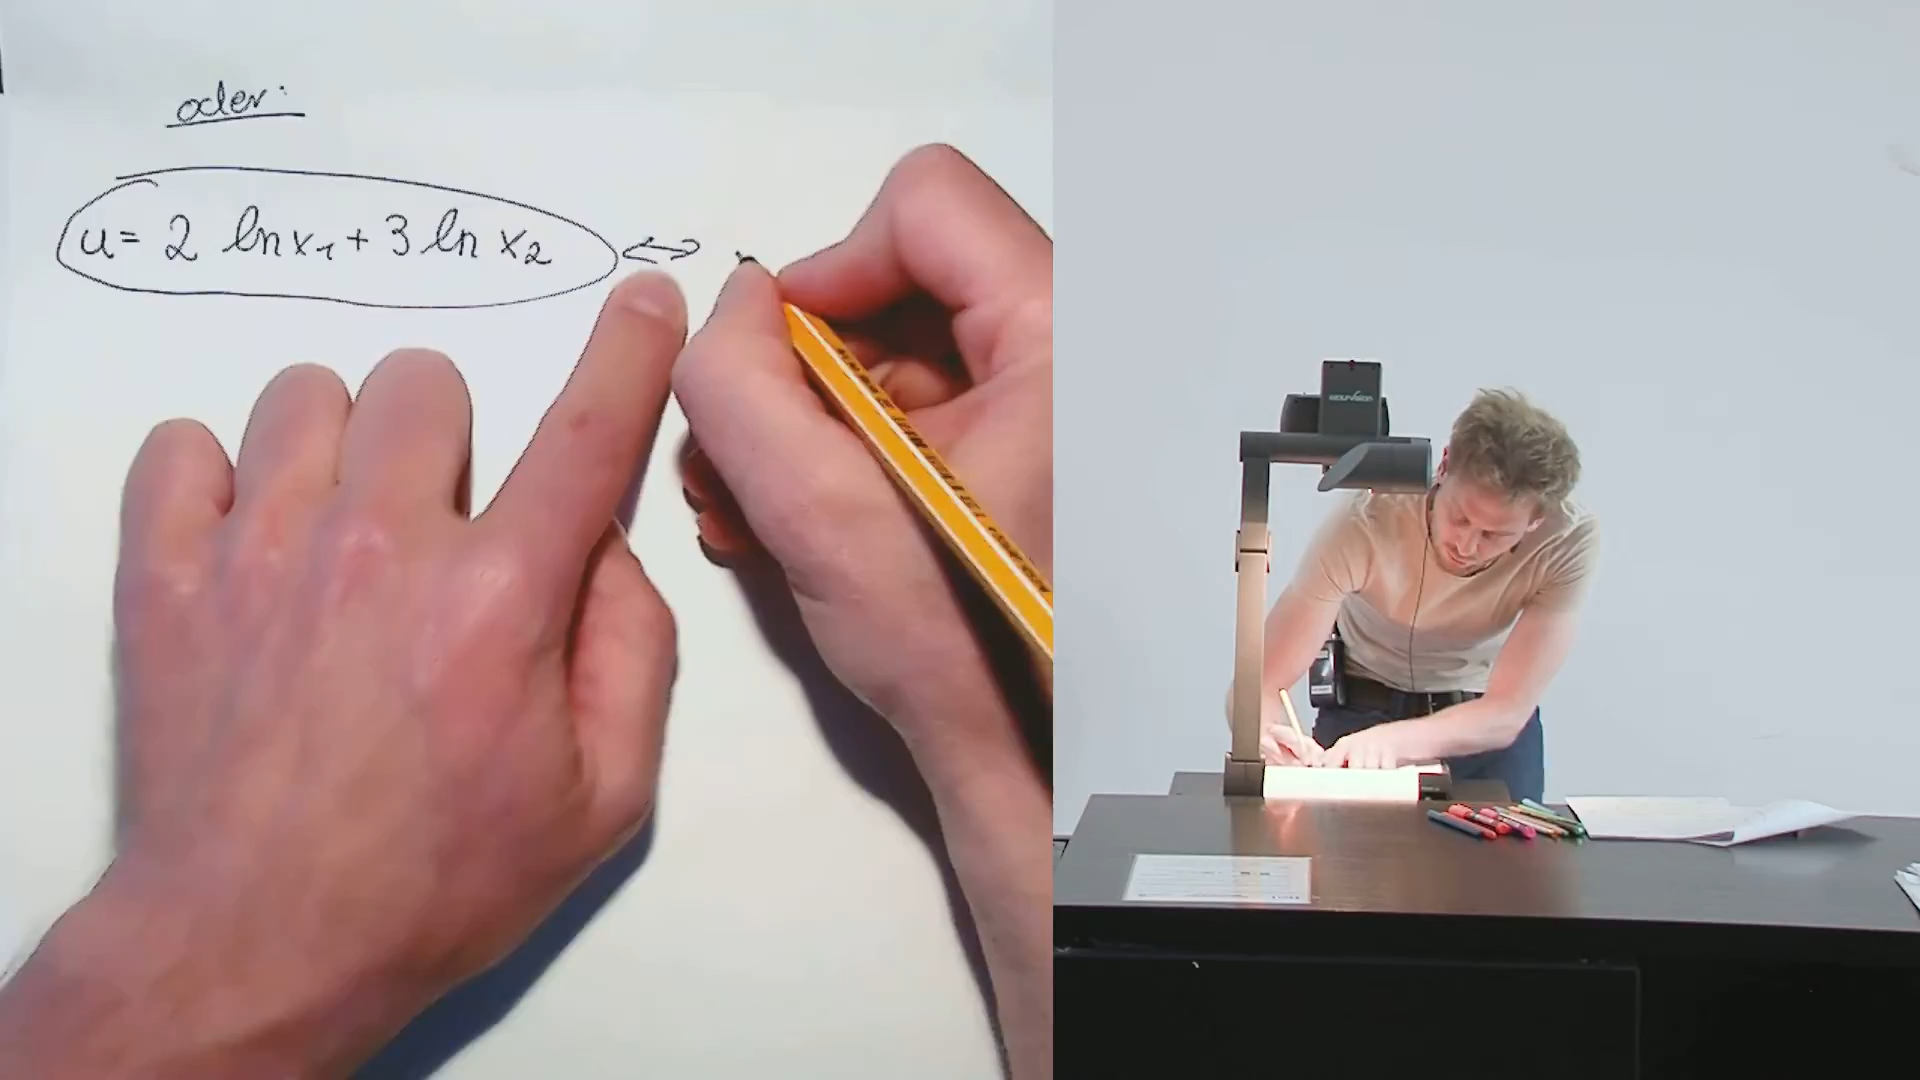 oder:
u = 2 ln x₁ + 3 ln x₂ ⇔